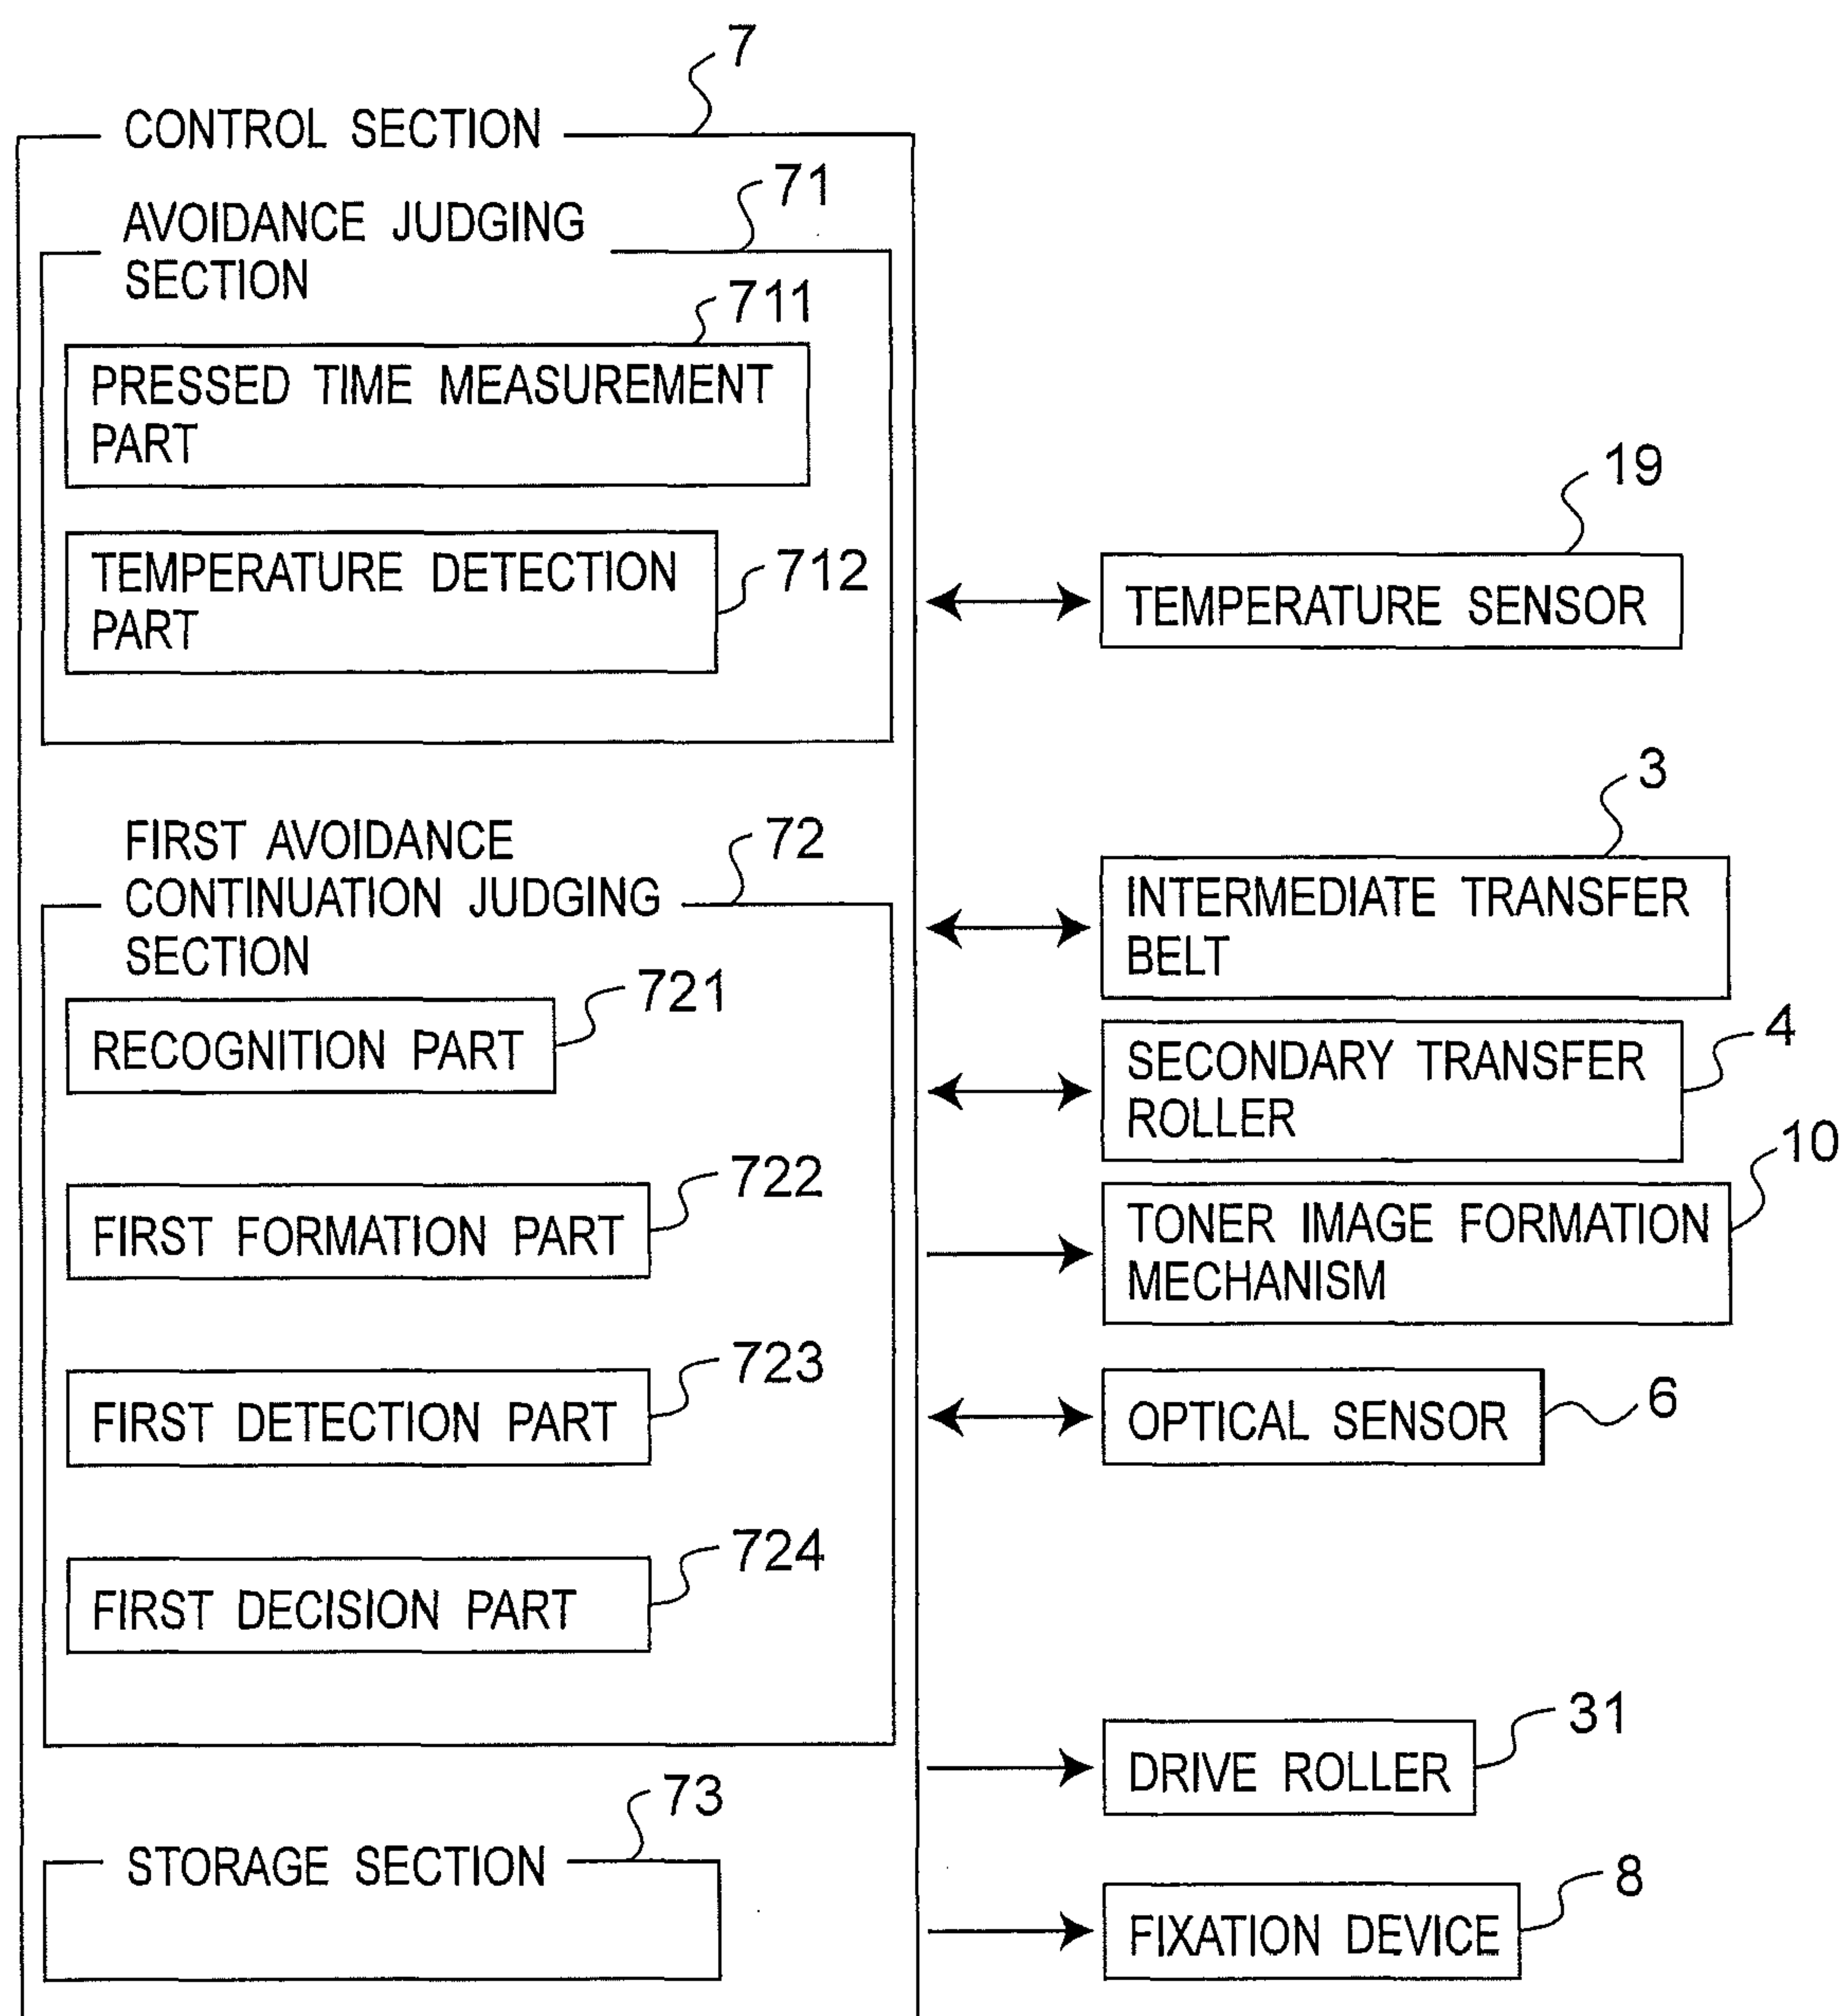 7
CONTROL SECTION
71
AVOIDANCE JUDGING
SECTION
711
PRESSED TIME MEASUREMENT
PART
TEMPERATURE DETECTION
PART
712
19
TEMPERATURE SENSOR
FIRST AVOIDANCE
CONTINUATION JUDGING
SECTION
72
721
RECOGNITION PART
722
FIRST FORMATION PART
723
FIRST DETECTION PART
724
FIRST DECISION PART
3
INTERMEDIATE TRANSFER
BELT
4
SECONDARY TRANSFER
ROLLER
10
TONER IMAGE FORMATION
MECHANISM
OPTICAL SENSOR
6
31
DRIVE ROLLER
73
STORAGE SECTION
8
FIXATION DEVICE